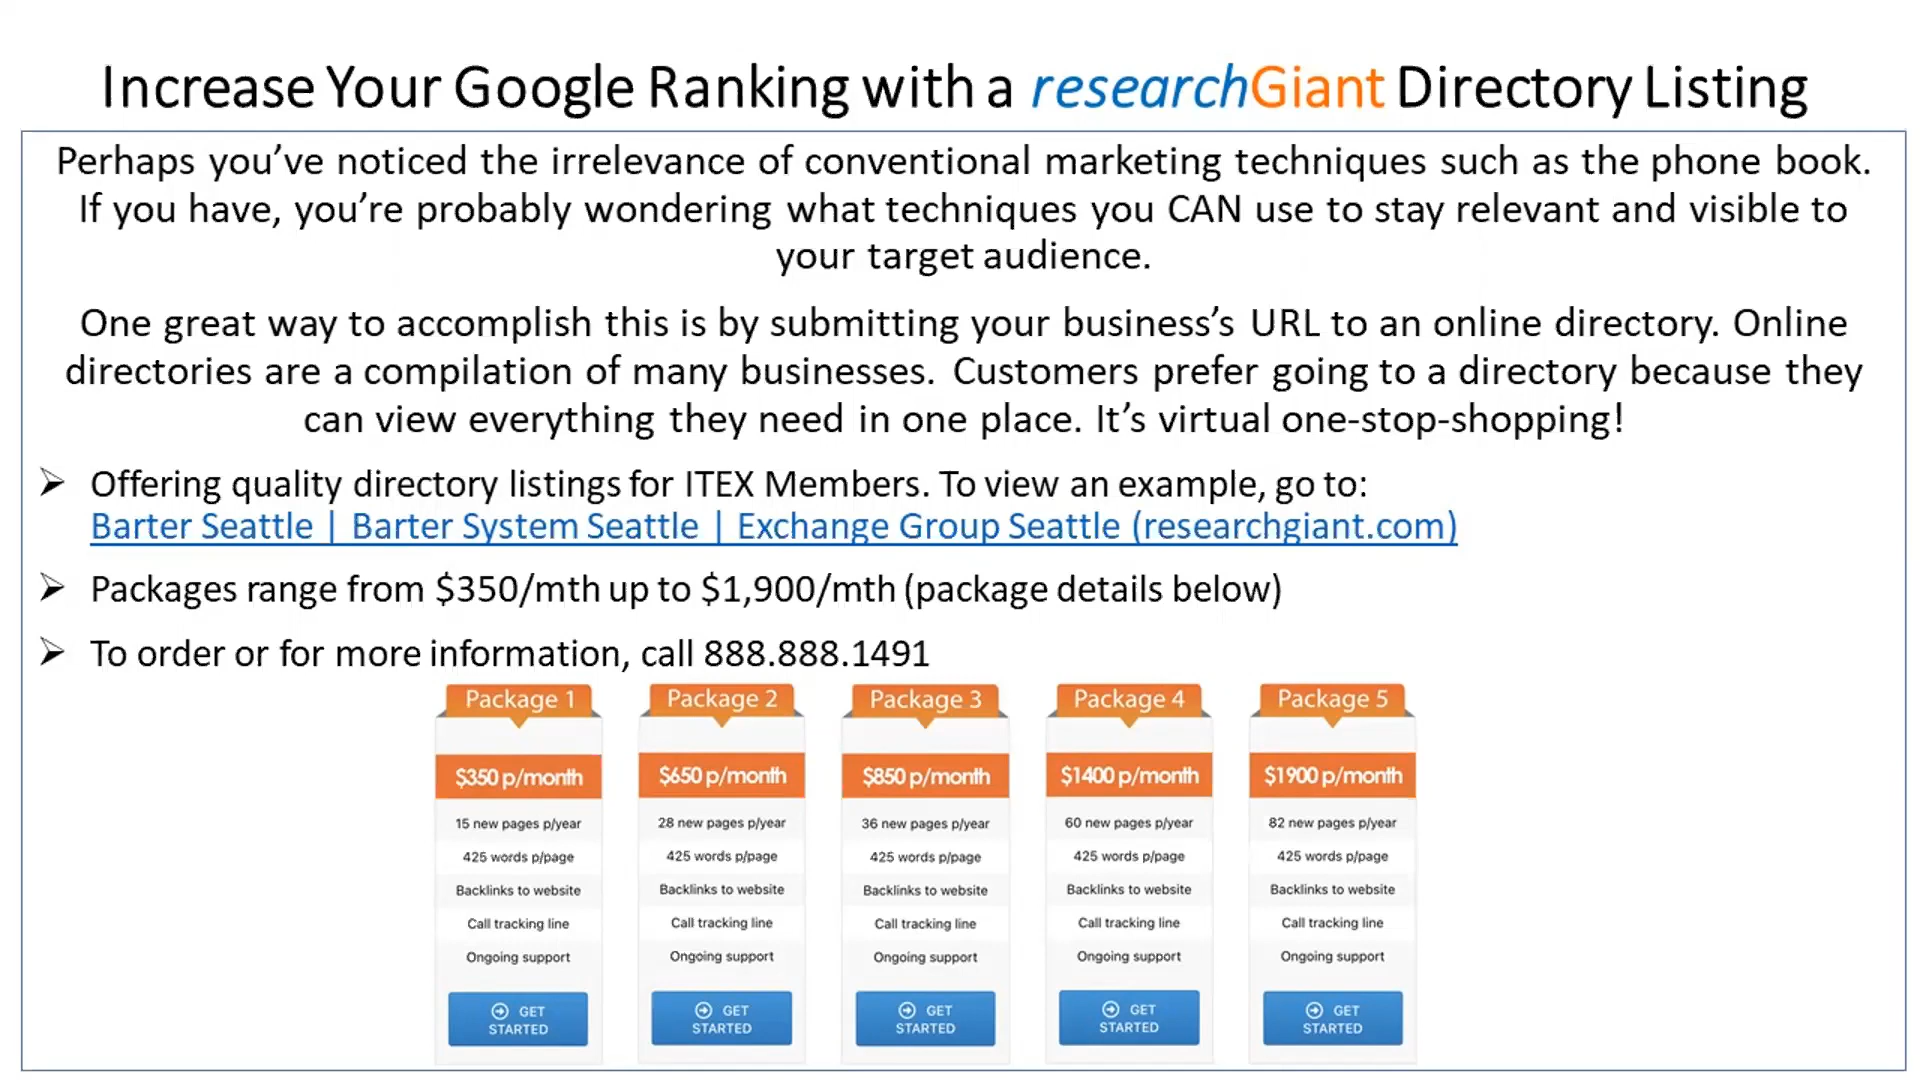 Increase Your Google Ranking with a researchGiant Directory Listing
Perhaps you’ve noticed the irrelevance of conventional marketing techniques such as the phone book.
If you have, you’re probably wondering what techniques you CAN use to stay relevant and visible to
your target audience.
One great way to accomplish this is by submitting your business’s URL to an online directory. Online
directories are a compilation of many businesses. Customers prefer going to a directory because they
can view everything they need in one place. It’s virtual one-stop-shopping!
Offering quality directory listings for ITEX Members. To view an example, go to:
Barter Seattle | Barter System Seattle | Exchange Group Seattle (researchgiant.com)
Packages range from $350/mth up to $1,900/mth (package details below)
To order or for more information, call 888.888.1491
Package 1
$350 p/month
15 new pages p/year
425 words p/page
Backlinks to website
Call tracking line
Ongoing support
GET
STARTED
Package 2
$650 p/month
28 new pages p/year
425 words p/page
Backlinks to website
Call tracking line
Ongoing support
GET
STARTED
Package 3
$850 p/month
36 new pages p/year
425 words p/page
Backlinks to website
Call tracking line
Ongoing support
GET
STARTED
Package 4
$1400 p/month
60 new pages p/year
425 words p/page
Backlinks to website
Call tracking line
Ongoing support
GET
STARTED
Package 5
$1900 p/month
82 new pages p/year
425 words p/page
Backlinks to website
Call tracking line
Ongoing support
GET
STARTED